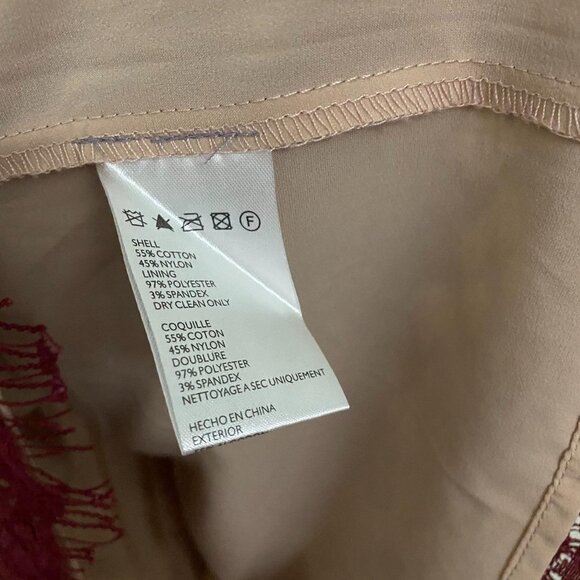 F
SHELL
55% COTTON
45% NYLON
LINING
97% POLYESTER
3% SPANDEX
DRY CLEAN ONLY
COQUILLE
55% COTON
45% NYLON
DOUBLURE
97% POLYESTER
3% SPANDEX
NETTOYAGE A SEC UNIQUEMENT
HECHO EN CHINA
EXTERIOR